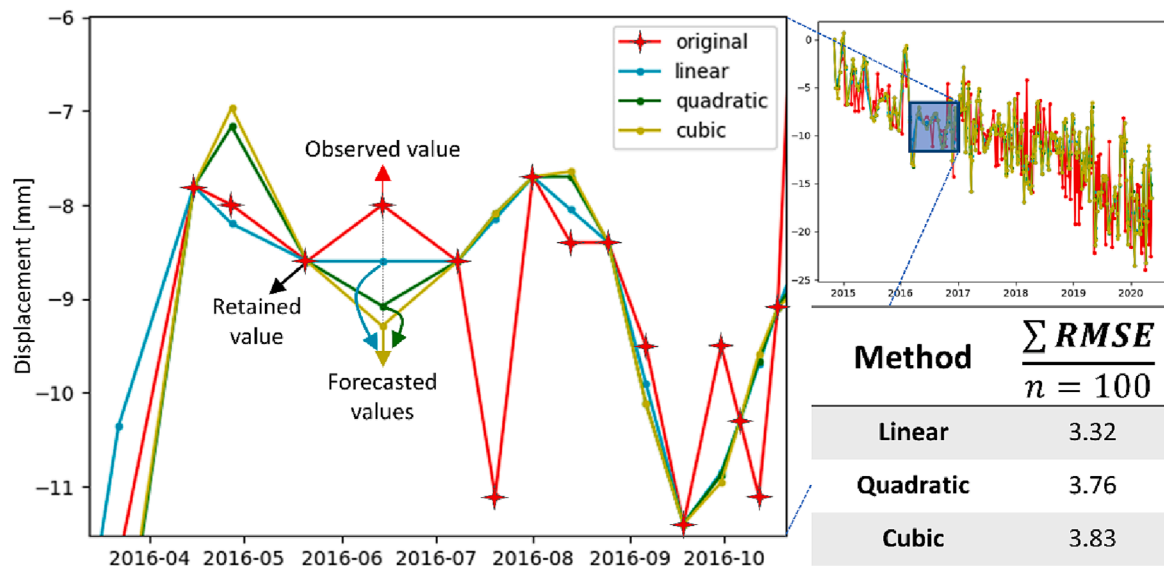 −6
−7
−8
−9
−10
−11
Displacement [mm]
original
linear
quadratic
cubic
Observed value
Retained
value
Forecasted
values
2016-04
2016-05
2016-06
2016-07
2016-08
2016-09
2016-10
0
−5
−10
−15
−20
−25
2015
2016
2017
2018
2019
2020
Method
∑ RMSE
n = 100
Linear 3.32
Quadratic 3.76
Cubic 3.83